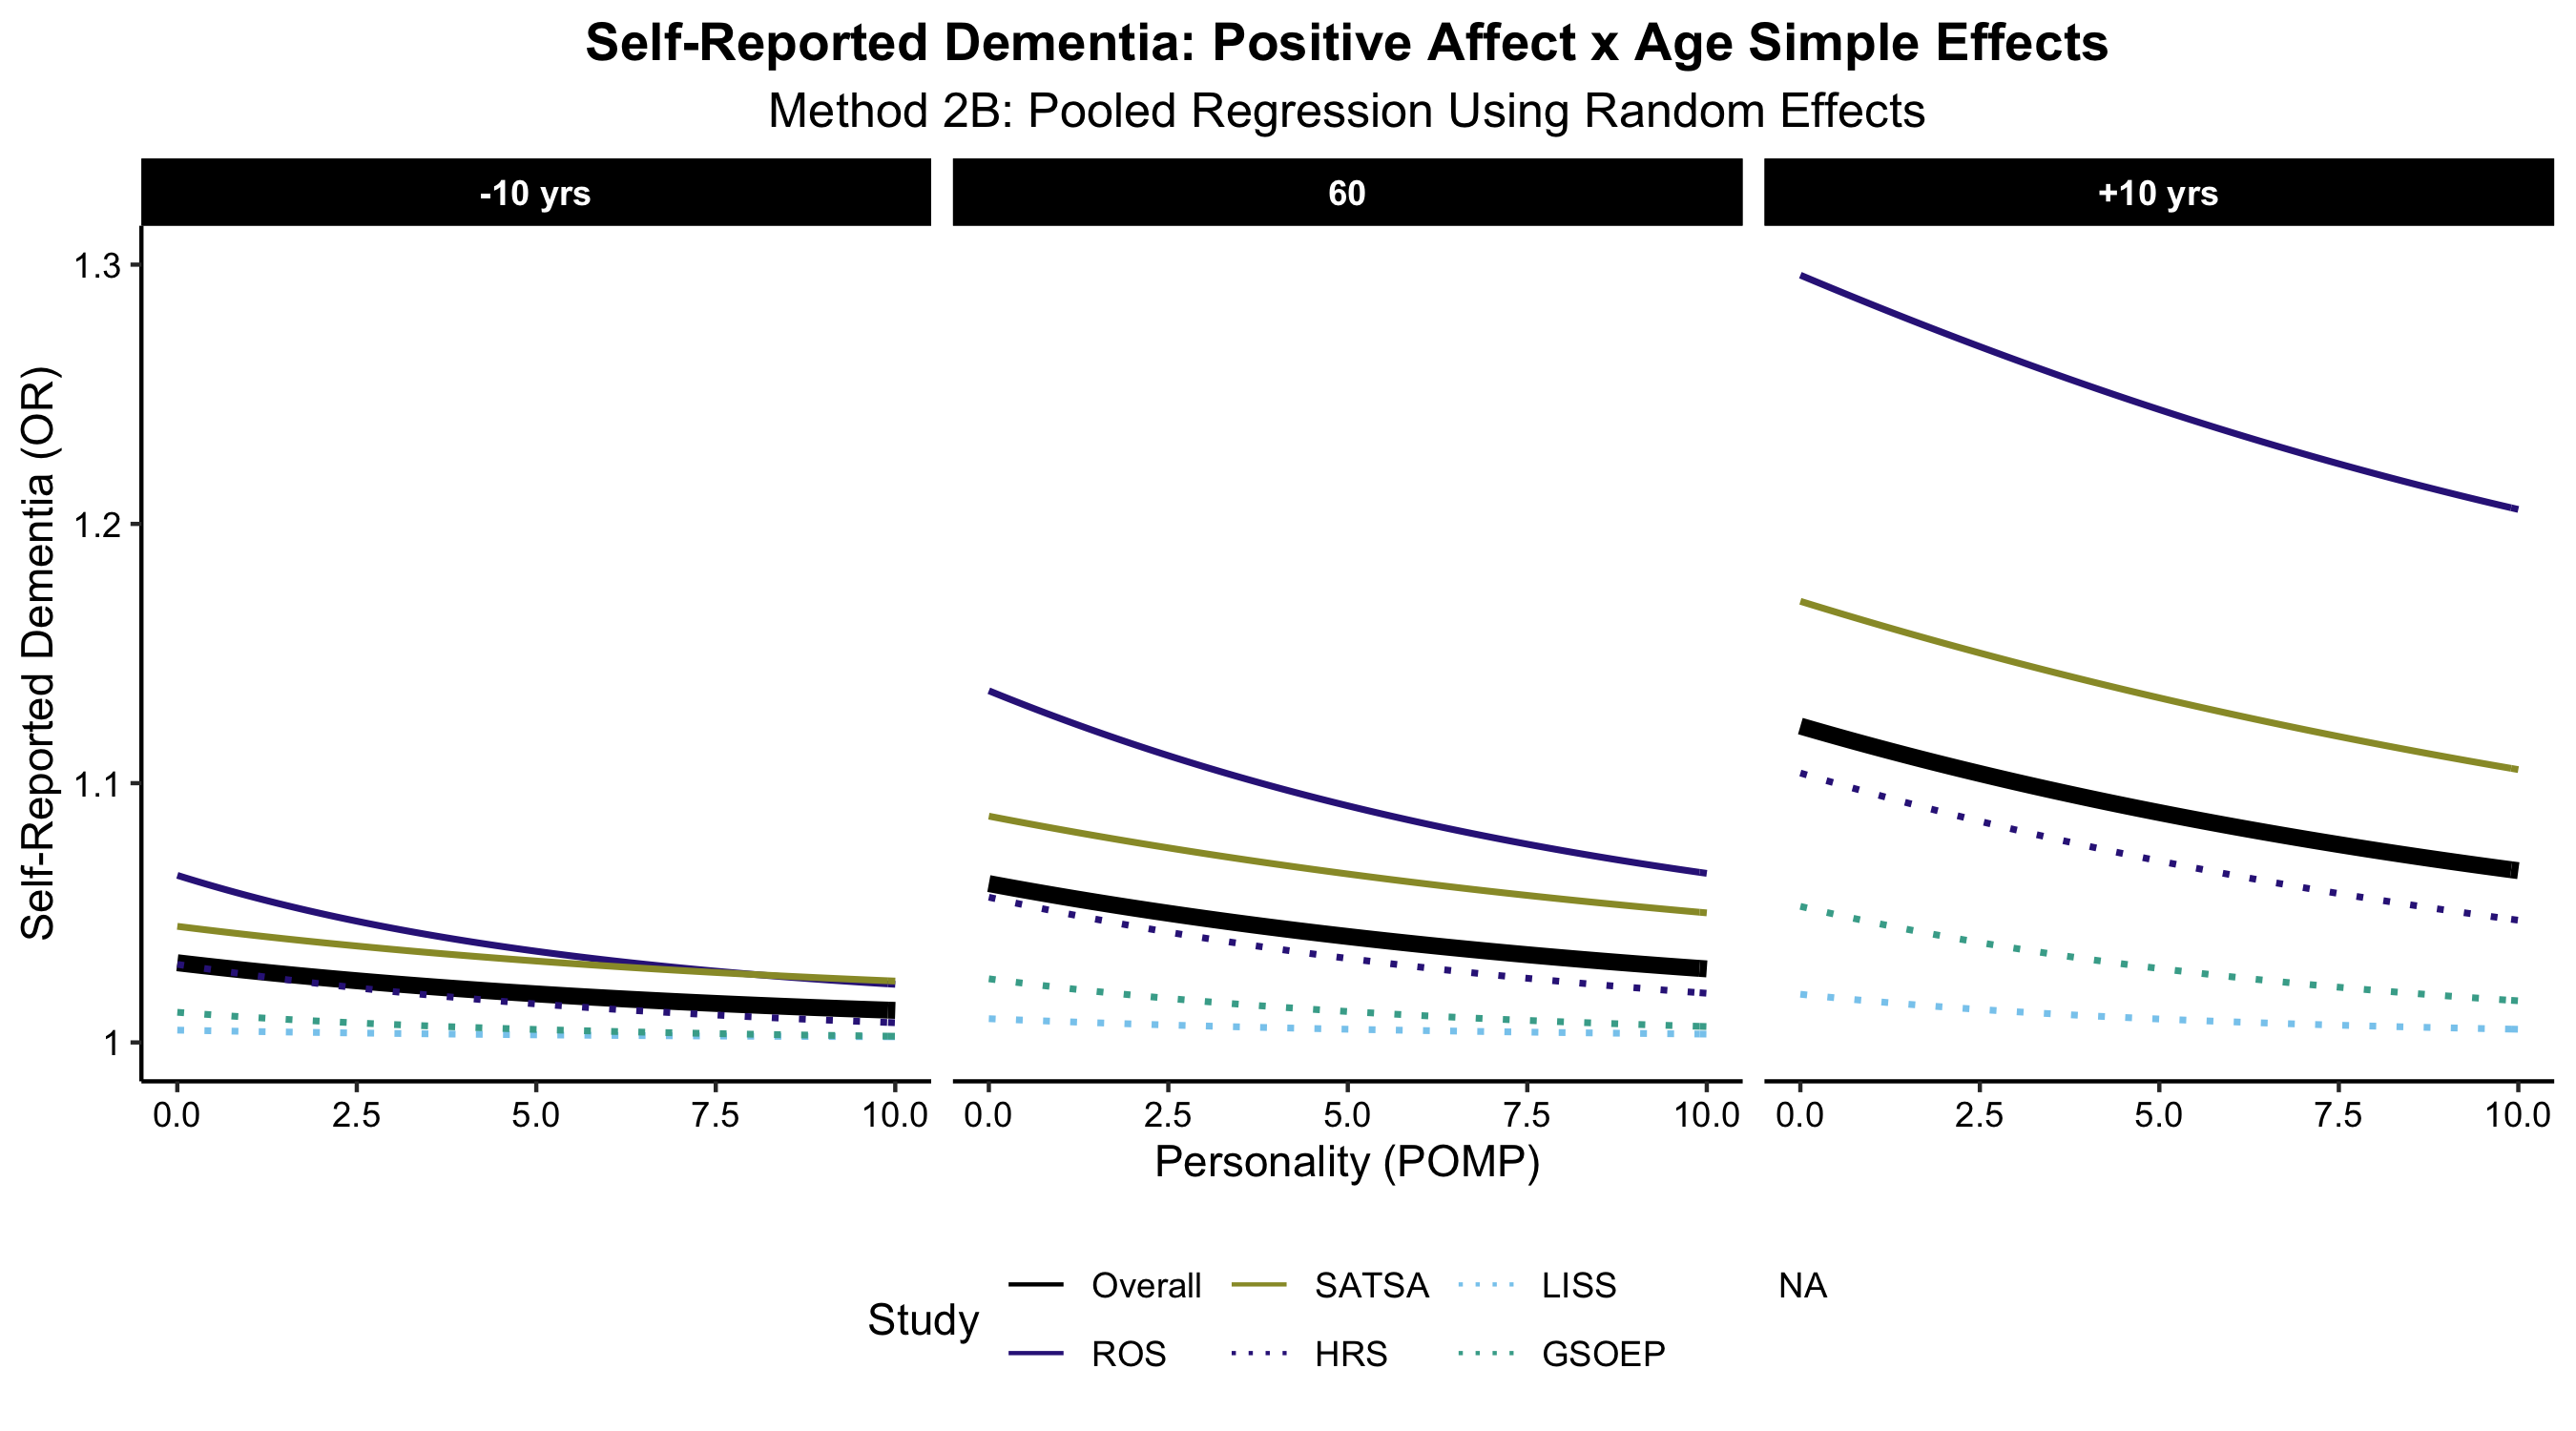 Self-Reported Dementia: Positive Affect x Age Simple Effects
Method 2B: Pooled Regression Using Random Effects
-10 yrs
60
+10 yrs
Self-Reported Dementia (OR)
1.3
1.2
1.1
1
0.0 2.5 5.0 7.5 10.0
0.0 2.5 5.0 7.5 10.0
0.0 2.5 5.0 7.5 10.0
Personality (POMP)
Study
Overall SATSA LISS NA
ROS HRS GSOEP